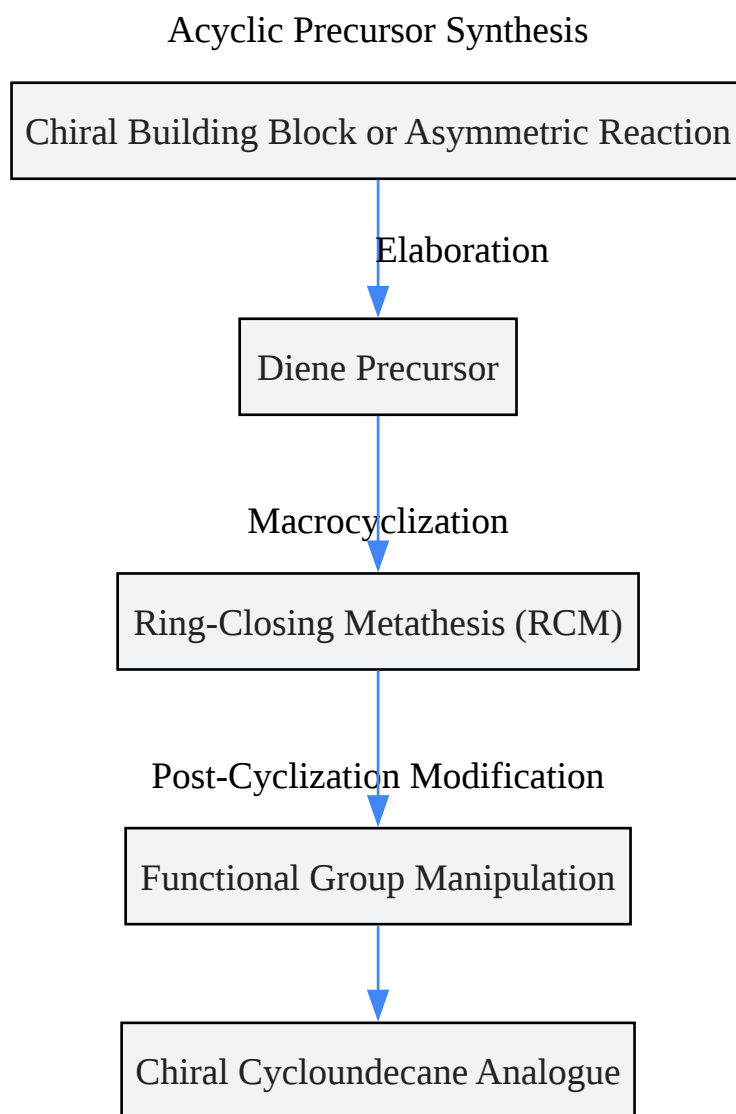 Acyclic Precursor Synthesis
Chiral Building Block or Asymmetric Reaction
Elaboration
Diene Precursor
Macrocyclization
Ring-Closing Metathesis (RCM)
Post-Cyclization Modification
Functional Group Manipulation
Chiral Cycloundecane Analogue